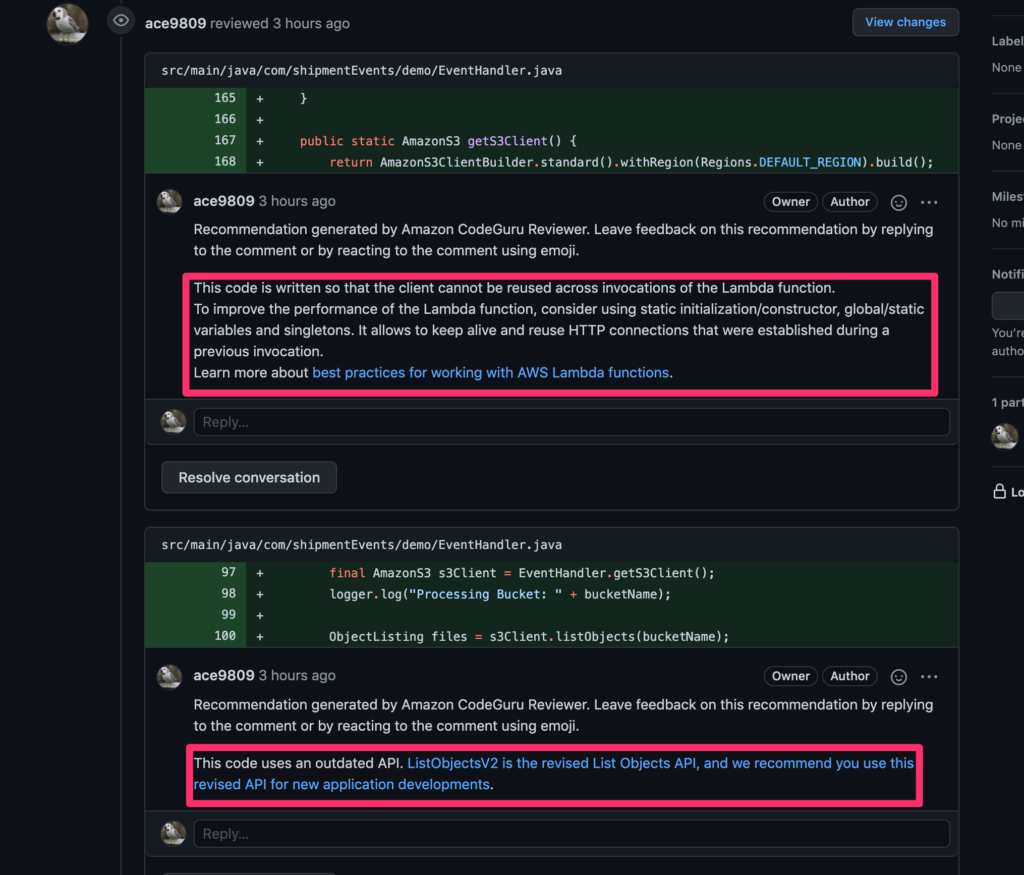 ace9809 reviewed 3 hours ago
View changes
src/main/java/com/shipmentEvents/demo/EventHandler.java
165 + }
166 +
167 + public static AmazonS3 getS3Client() {
168 + return AmazonS3ClientBuilder.standard().withRegion(Regions.DEFAULT_REGION).build();
ace9809 3 hours ago
Owner Author
Recommendation generated by Amazon CodeGuru Reviewer. Leave feedback on this recommendation by replying
to the comment or by reacting to the comment using emoji.
This code is written so that the client cannot be reused across invocations of the Lambda function.
To improve the performance of the Lambda function, consider using static initialization/constructor, global/static
variables and singletons. It allows to keep alive and reuse HTTP connections that were established during a
previous invocation.
Learn more about best practices for working with AWS Lambda functions.
Reply...
Resolve conversation
src/main/java/com/shipmentEvents/demo/EventHandler.java
97 + final AmazonS3 s3Client = EventHandler.getS3Client();
98 + logger.log("Processing Bucket: " + bucketName);
99 +
100 + ObjectListing files = s3Client.listObjects(bucketName);
ace9809 3 hours ago
Owner Author
Recommendation generated by Amazon CodeGuru Reviewer. Leave feedback on this recommendation by replying
to the comment or by reacting to the comment using emoji.
This code uses an outdated API. ListObjectsV2 is the revised List Objects API, and we recommend you use this
revised API for new application developments.
Reply...
Label
None
Proje
None
Miles
No mi
Notifi
You're
autho
1 part
Lo